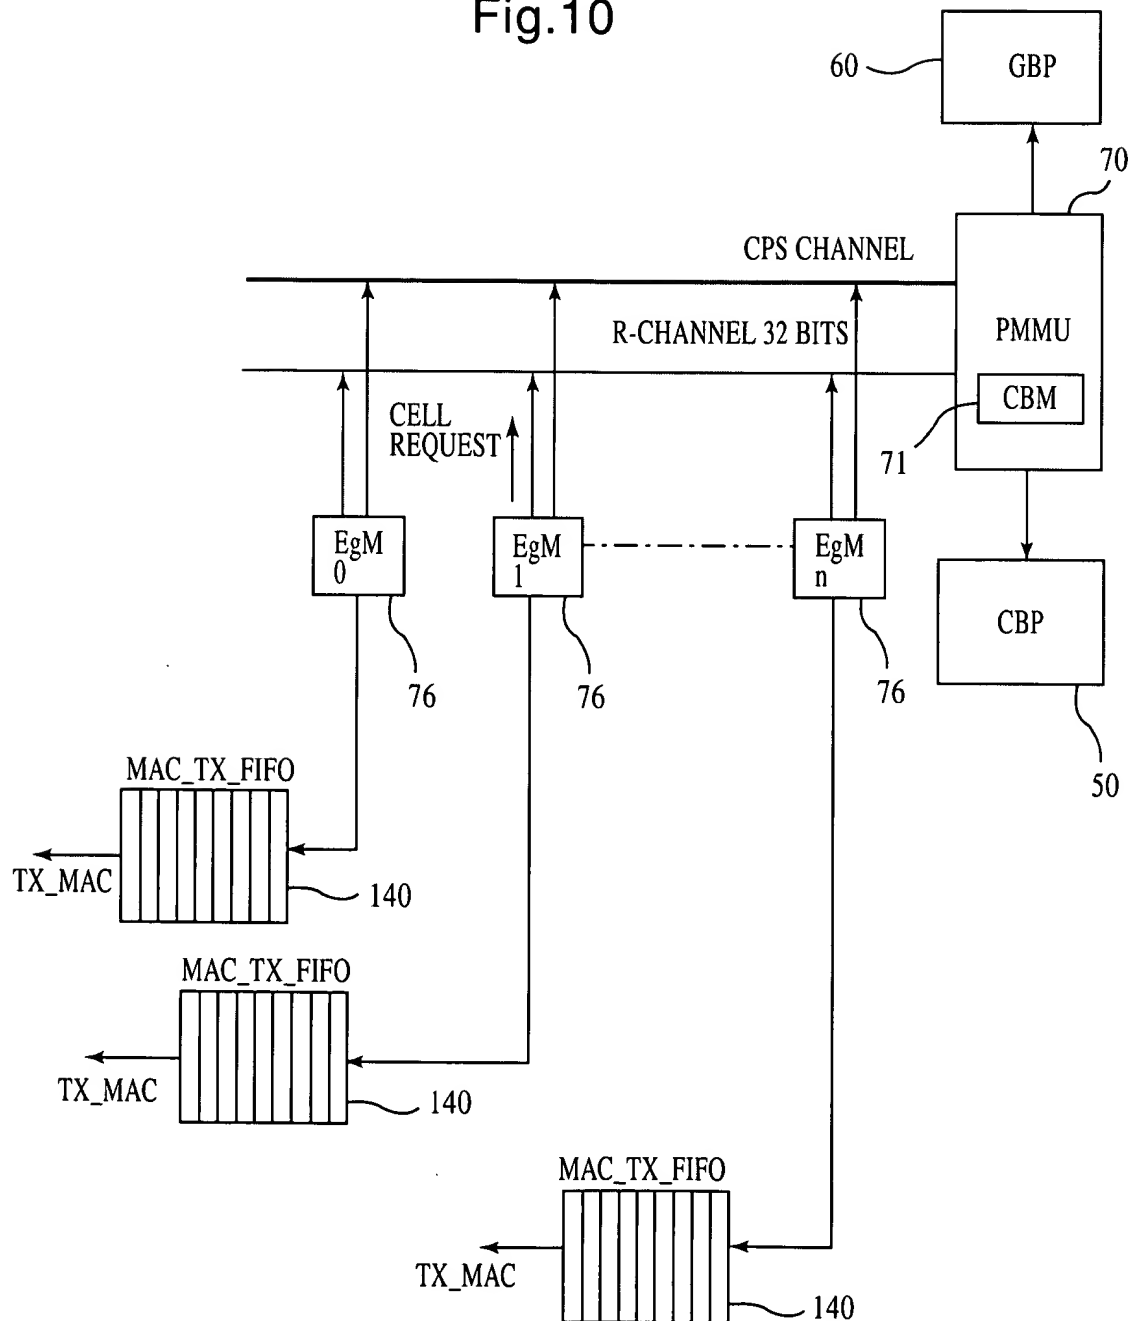 Fig.10
60
GBP
70
CPS CHANNEL
R-CHANNEL 32 BITS
PMMU
CBM
71
CELL
REQUEST
EgM
0
EgM
1
EgM
n
76
76
76
CBP
50
MAC_TX_FIFO
TX_MAC
140
MAC_TX_FIFO
TX_MAC
140
MAC_TX_FIFO
TX_MAC
140